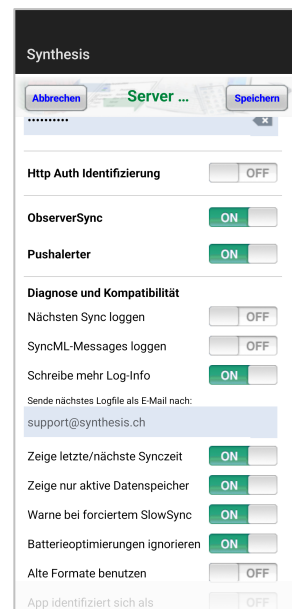 Synthesis
Abbrechen Server ... Speichern
••••••••••
Http Auth Identifizierung OFF
ObserverSync ON
Pushalerter ON
Diagnose und Kompatibilität
Nächsten Sync loggen OFF
SyncML-Messages loggen OFF
Schreibe mehr Log-Info ON
Sende nächstes Logfile als E-Mail nach:
support@synthesis.ch
Zeige letzte/nächste Synczeit ON
Zeige nur aktive Datenspeicher ON
Warne bei forciertem SlowSync ON
Batterieoptimierungen ignorieren ON
Alte Formate benutzen OFF
App identifiziert sich als OFF